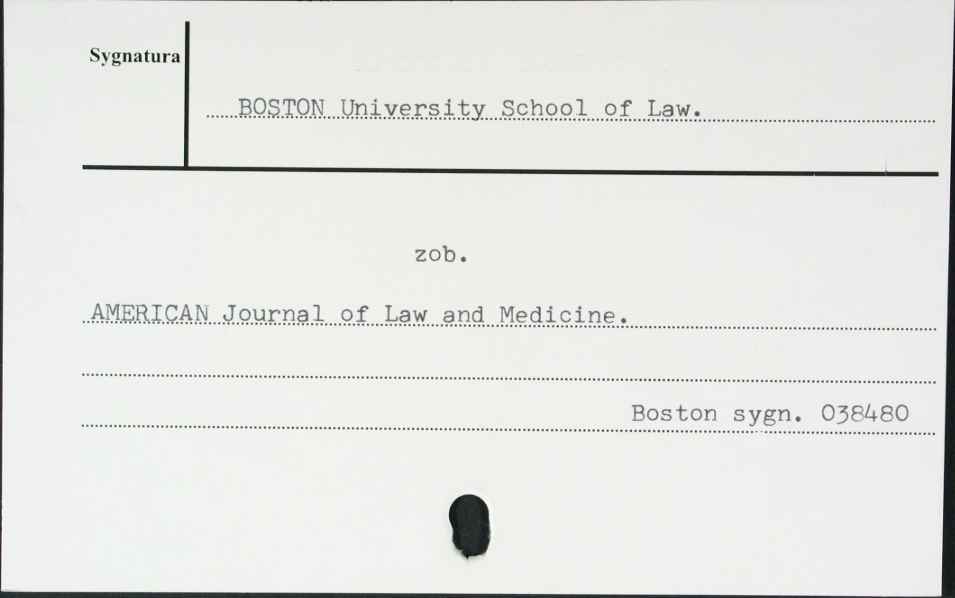 Sygnatura
BOSTON University School of Law.
zob.
AMERICAN Journal of Law and Medicine.
Boston sygn. 038480